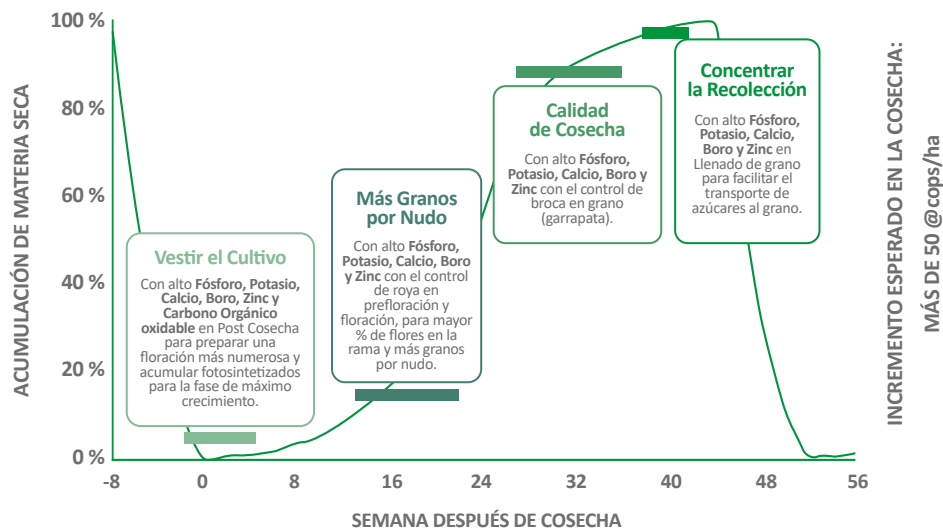 ACUMULACIÓN DE MATERIA SECA
100 %
80 %
60 %
40 %
20 %
0 %
Vestir el Cultivo
Con alto Fósforo, Potasio,
Calcio, Boro, Zinc y
Carbono Orgánico
oxidable en Post Cosecha
para preparar una
floración más numerosa y
acumular fotosintetizados
para la fase de máximo
crecimiento.
Más Granos
por Nudo
Con alto Fósforo,
Potasio, Calcio, Boro
y Zinc con el control
de roya en
prefloración y
floración, para mayor
% de flores en la
rama y más granos
por nudo.
Calidad
de Cosecha
Con alto Fósforo,
Potasio, Calcio, Boro y
Zinc con el control de
broca en grano
(garrapata).
Concentrar
la Recolección
Con alto Fósforo,
Potasio, Calcio,
Boro y Zinc en
Llenado de grano
para facilitar el
transporte de
azúcares al grano.
-8 0 8 16 24 32 40 48 56
SEMANA DESPUÉS DE COSECHA
INCREMENTO ESPERADO EN LA COSECHA:
MÁS DE 50 @cops/ha